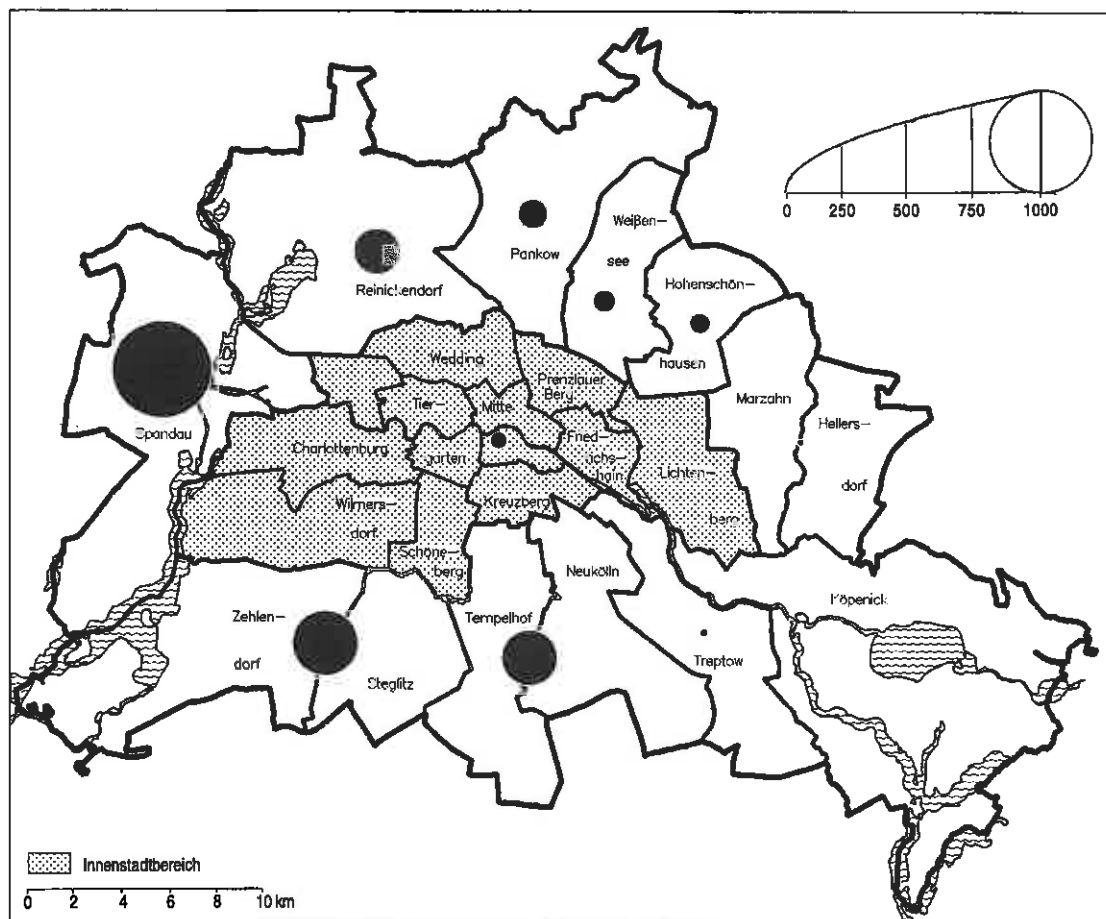 Weißen—
Pankow
see
Hohenschön—
Reinickendorf
0 250 500 750 1000
Wedding
hausen
Prenzlauer
Berg
Tier—
Mitte
Marzahn
Hellers—
Spandau
Charlottenburg
garten
Fried—
richs—
hain
Lichten—
dorf
Wilmers—
dorf
Kreuzberg
berg
Schöne—
berg
Neukölln
Zehlen—
dorf
Tempelhof
Köpenick
Treptow
Steglitz
Innenstadtbereich
0 2 4 6 8 10 km